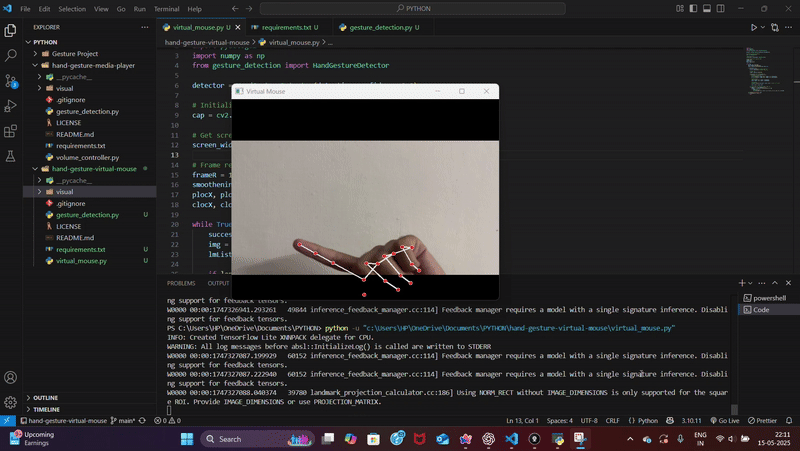 File Edit Selection View Go Run Terminal Help
PYTHON
EXPLORER
PYTHON
Gesture Project
hand-gesture-media-player
__pycache__
visual
.gitignore
gesture_detection.py
LICENSE
README.md
requirements.txt
volume_controller.py
hand-gesture-virtual-mouse
__pycache__
visual
.gitignore
gesture_detection.py U
LICENSE
README.md
requirements.txt U
virtual_mouse.py U
OUTLINE
TIMELINE
virtual_mouse.py U
requirements.txt U
gesture_detection.py U
hand-gesture-virtual-mouse > virtual_mouse.py > ...
3 import numpy as np
4 from gesture_detection import HandGestureDetector
5
6 detector =
7
8 # Initiali
9 cap = cv2.
10
11 # Get scre
12 screen_wid
13
14 # Frame re
15 frameR = 1
16 smoothenin
17 plocX, plo
18 clocX, clo
19
20 while True
21 succes
22 img =
23 lmList
24
Virtual Mouse
PROBLEMS OUTPUT
ng support for feedback tensors.
W0000 00:00:1747326941.293261 49844 inference_feedback_manager.cc:114] Feedback manager requires a model with a single signature inference. Disabli
ng support for feedback tensors.
PS C:\Users\HP\OneDrive\Documents\PYTHON> python -u "c:\Users\HP\OneDrive\Documents\PYTHON\hand-gesture-virtual-mouse\virtual_mouse.py"
INFO: Created TensorFlow Lite XNNPACK delegate for CPU.
WARNING: All log messages before absl::InitializeLog() is called are written to STDERR
W0000 00:00:1747327087.199929 60152 inference_feedback_manager.cc:114] Feedback manager requires a model with a single signature inference. Disabli
ng support for feedback tensors.
W0000 00:00:1747327087.222940 60152 inference_feedback_manager.cc:114] Feedback manager requires a model with a single signature inference. Disabli
ng support for feedback tensors.
W0000 00:00:1747327088.040374 39780 landmark_projection_calculator.cc:186] Using NORM_RECT without IMAGE_DIMENSIONS is only supported for the squa
re ROI. Provide IMAGE_DIMENSIONS or use PROJECTION_MATRIX.
powershell
Code
hand-gesture-virtual-mouse main* 0 0
Ln 13, Col 1 Spaces: 4 UTF-8 CRLF Python 3.10.11 Go Live Prettier
Upcoming
Earnings
Search
ENG
IN
22:11
15-05-2025